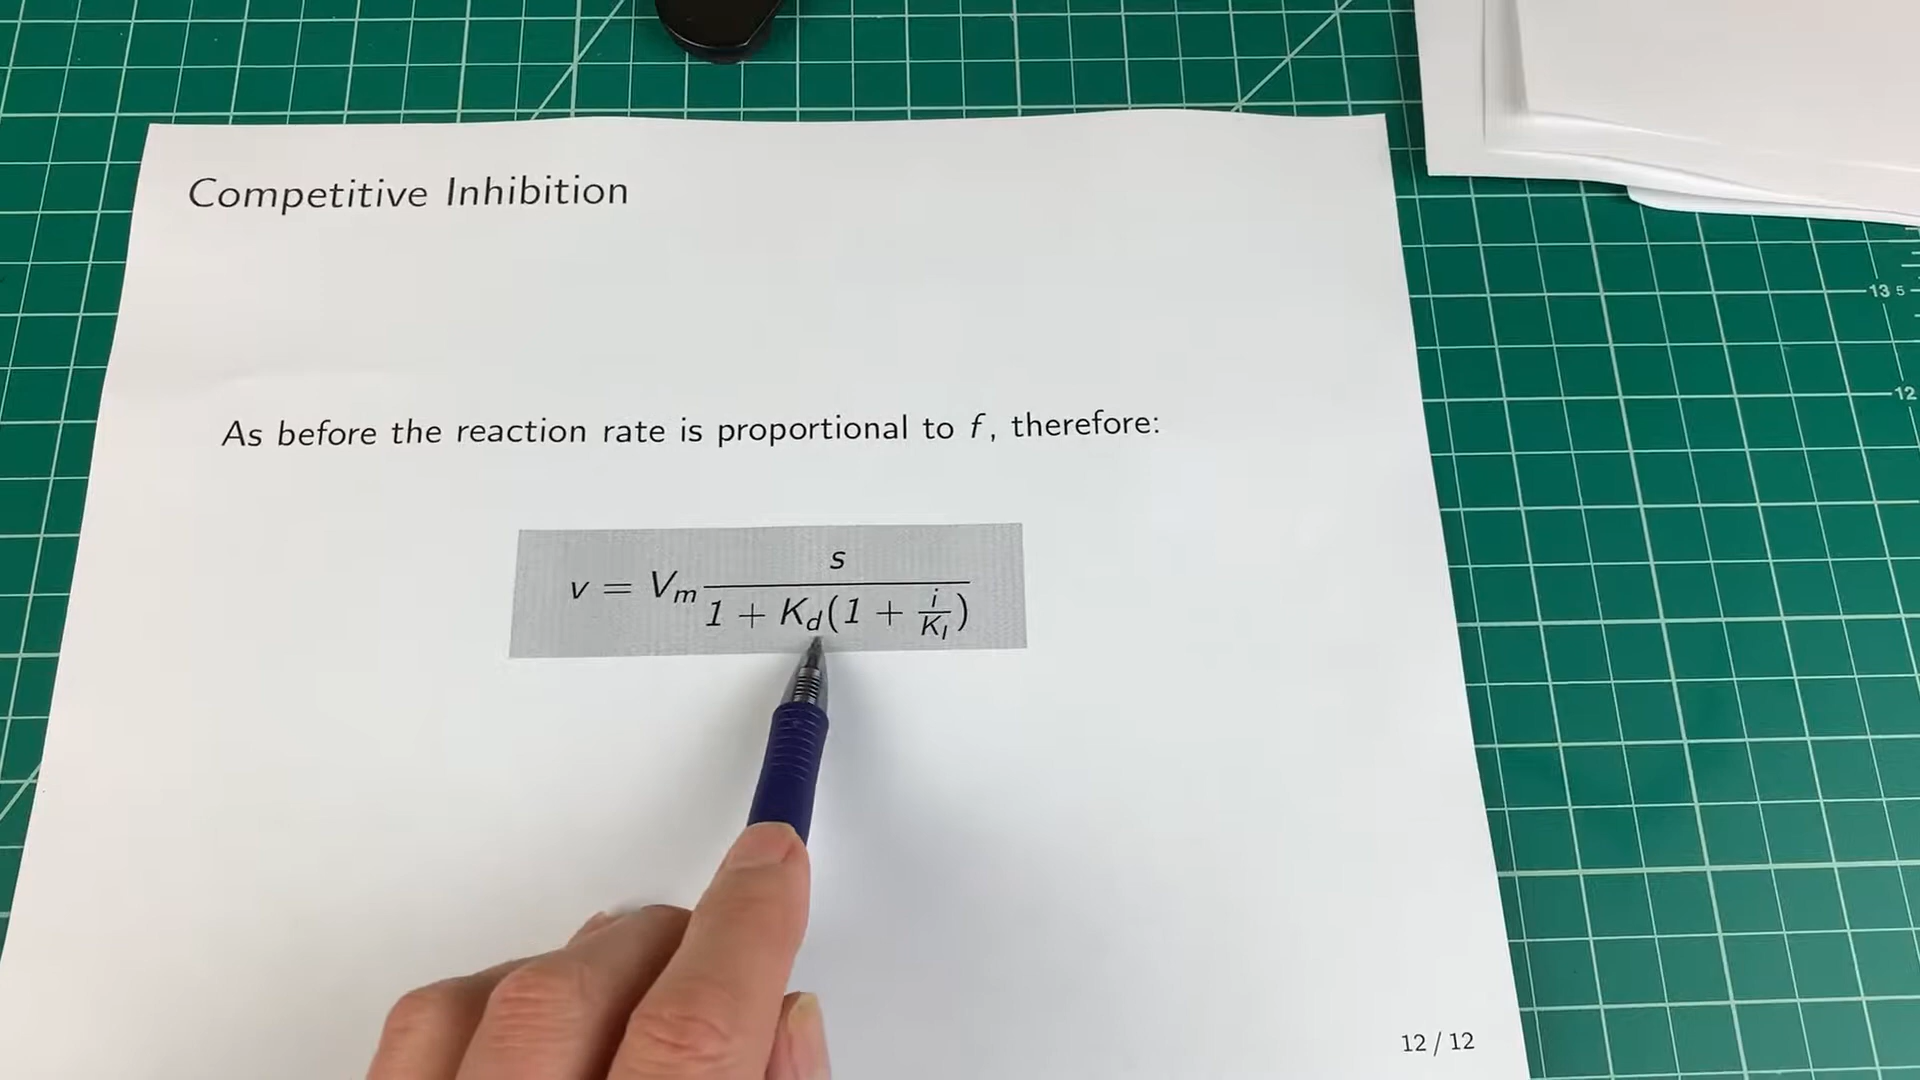 Competitive Inhibition
As before the reaction rate is proportional to f, therefore:
v = V_m s / (1 + K_d(1 + i/K_I))
12 / 12
13 5
12